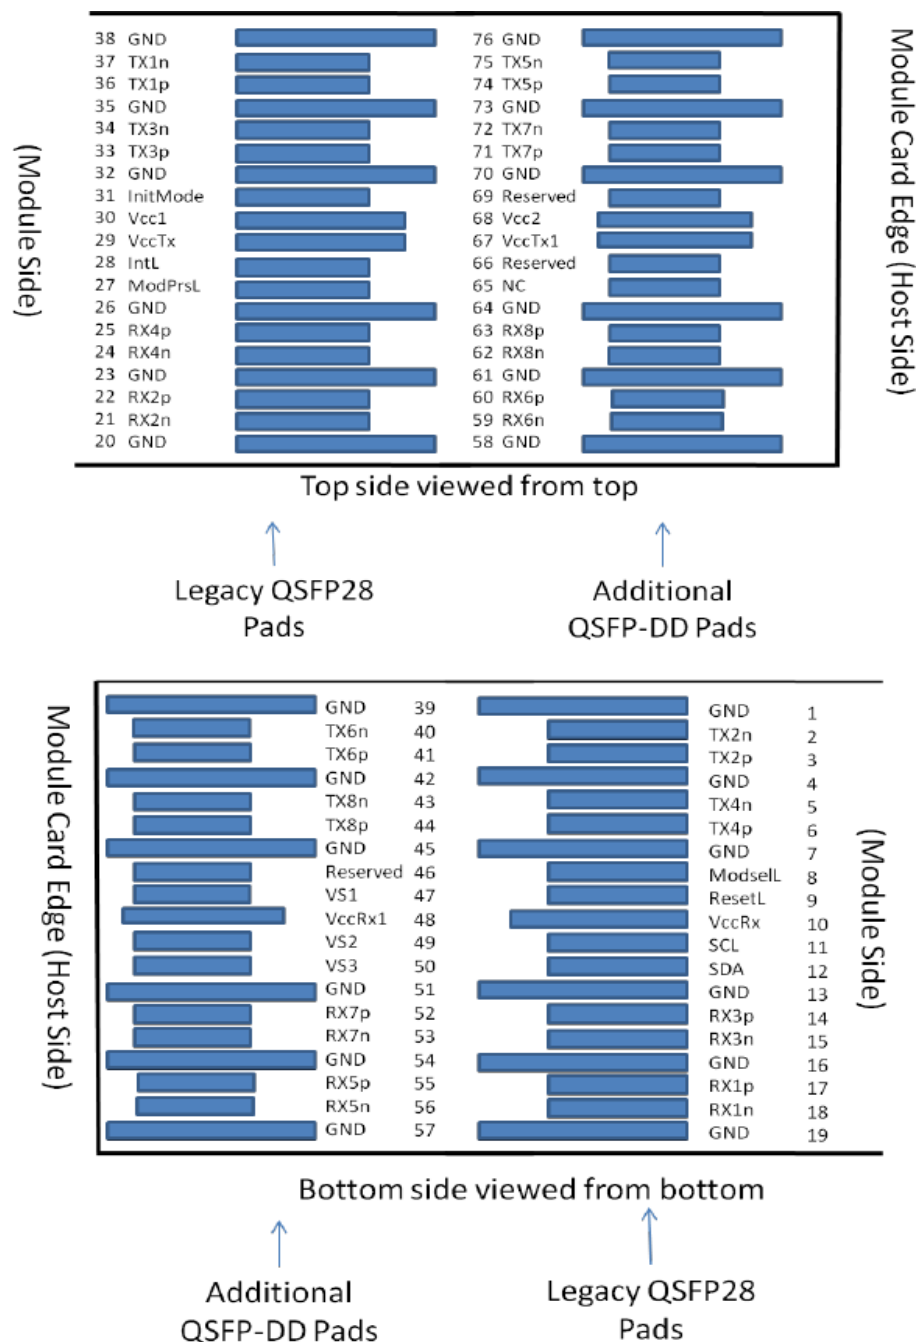 38 GND 76 GND
37 TX1n 75 TX5n
36 TX1p 74 TX5p
35 GND 73 GND
34 TX3n 72 TX7n
33 TX3p 71 TX7p
32 GND 70 GND
31 InitMode 69 Reserved
30 Vcc1 68 Vcc2
29 VccTx 67 VccTx1
28 IntL 66 Reserved
27 ModPrsL 65 NC
26 GND 64 GND
25 RX4p 63 RX8p
24 RX4n 62 RX8n
23 GND 61 GND
22 RX2p 60 RX6p
21 RX2n 59 RX6n
20 GND 58 GND
(Module Side)
Module Card Edge (Host Side)
Top side viewed from top
Legacy QSFP28
Pads
Additional
QSFP-DD Pads
Module Card Edge (Host Side)
GND 39 GND 1
TX6n 40 TX2n 2
TX6p 41 TX2p 3
GND 42 GND 4
TX8n 43 TX4n 5
TX8p 44 TX4p 6
GND 45 GND 7
Reserved 46 ModselL 8
VS1 47 ResetL 9
VccRx1 48 VccRx 10
VS2 49 SCL 11
VS3 50 SDA 12
GND 51 GND 13
RX7p 52 RX3p 14
RX7n 53 RX3n 15
GND 54 GND 16
RX5p 55 RX1p 17
RX5n 56 RX1n 18
GND 57 GND 19
(Module Side)
Bottom side viewed from bottom
Additional
QSFP-DD Pads
Legacy QSFP28
Pads